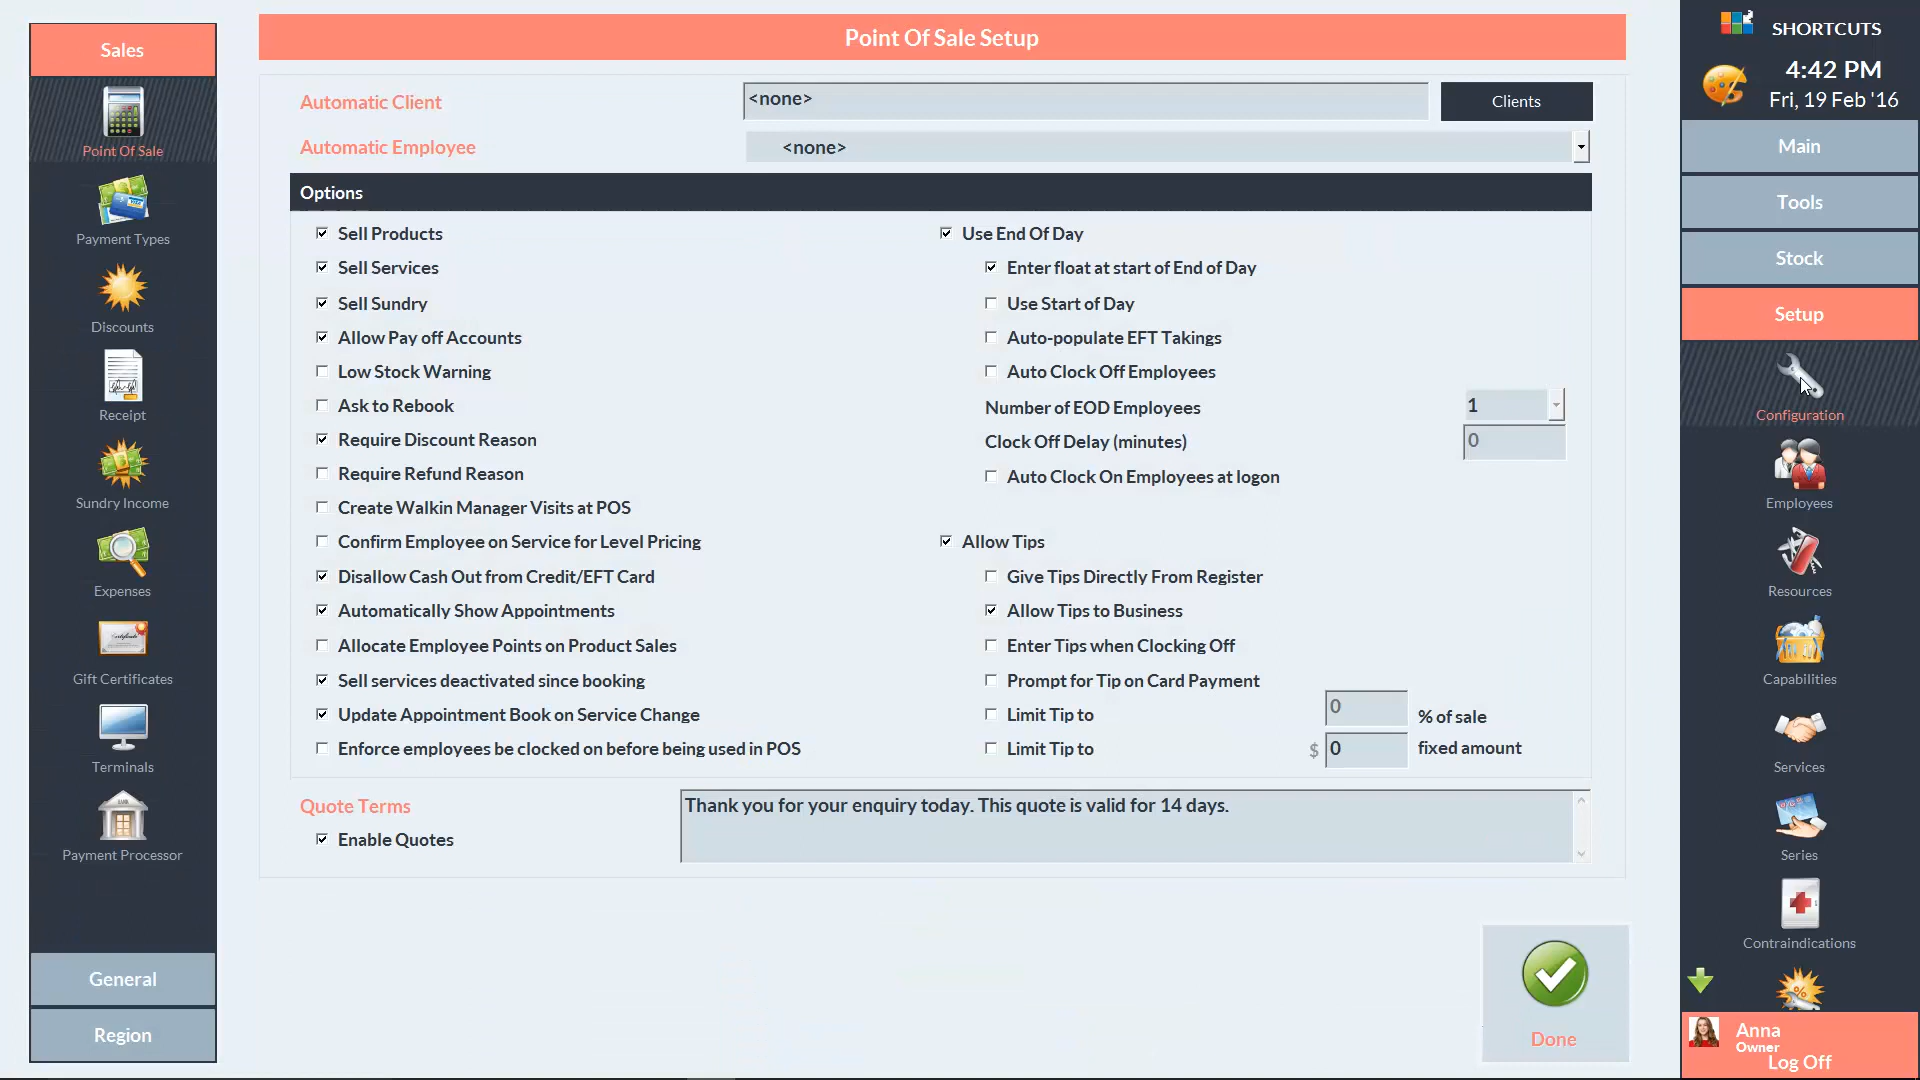 Sales
Point Of Sale
Payment Types
Discounts
Receipt
Sundry Income
Expenses
Gift Certificates
Terminals
Payment Processor
General
Region
Point Of Sale Setup
Automatic Client
<none>
Clients
Automatic Employee
<none>
Options
Sell Products
Sell Services
Sell Sundry
Allow Pay off Accounts
Low Stock Warning
Ask to Rebook
Require Discount Reason
Require Refund Reason
Create Walkin Manager Visits at POS
Confirm Employee on Service for Level Pricing
Disallow Cash Out from Credit/EFT Card
Automatically Show Appointments
Allocate Employee Points on Product Sales
Sell services deactivated since booking
Update Appointment Book on Service Change
Enforce employees be clocked on before being used in POS
Use End Of Day
Enter float at start of End of Day
Use Start of Day
Auto-populate EFT Takings
Auto Clock Off Employees
Number of EOD Employees 1
Clock Off Delay (minutes) 0
Auto Clock On Employees at logon
Allow Tips
Give Tips Directly From Register
Allow Tips to Business
Enter Tips when Clocking Off
Prompt for Tip on Card Payment
Limit Tip to 0 % of sale
Limit Tip to $ 0 fixed amount
Quote Terms
Enable Quotes
Thank you for your enquiry today. This quote is valid for 14 days.
Done
SHORTCUTS
4:42 PM
Fri, 19 Feb '16
Main
Tools
Stock
Setup
Configuration
Employees
Resources
Capabilities
Services
Series
Contraindications
Anna
Owner
Log Off